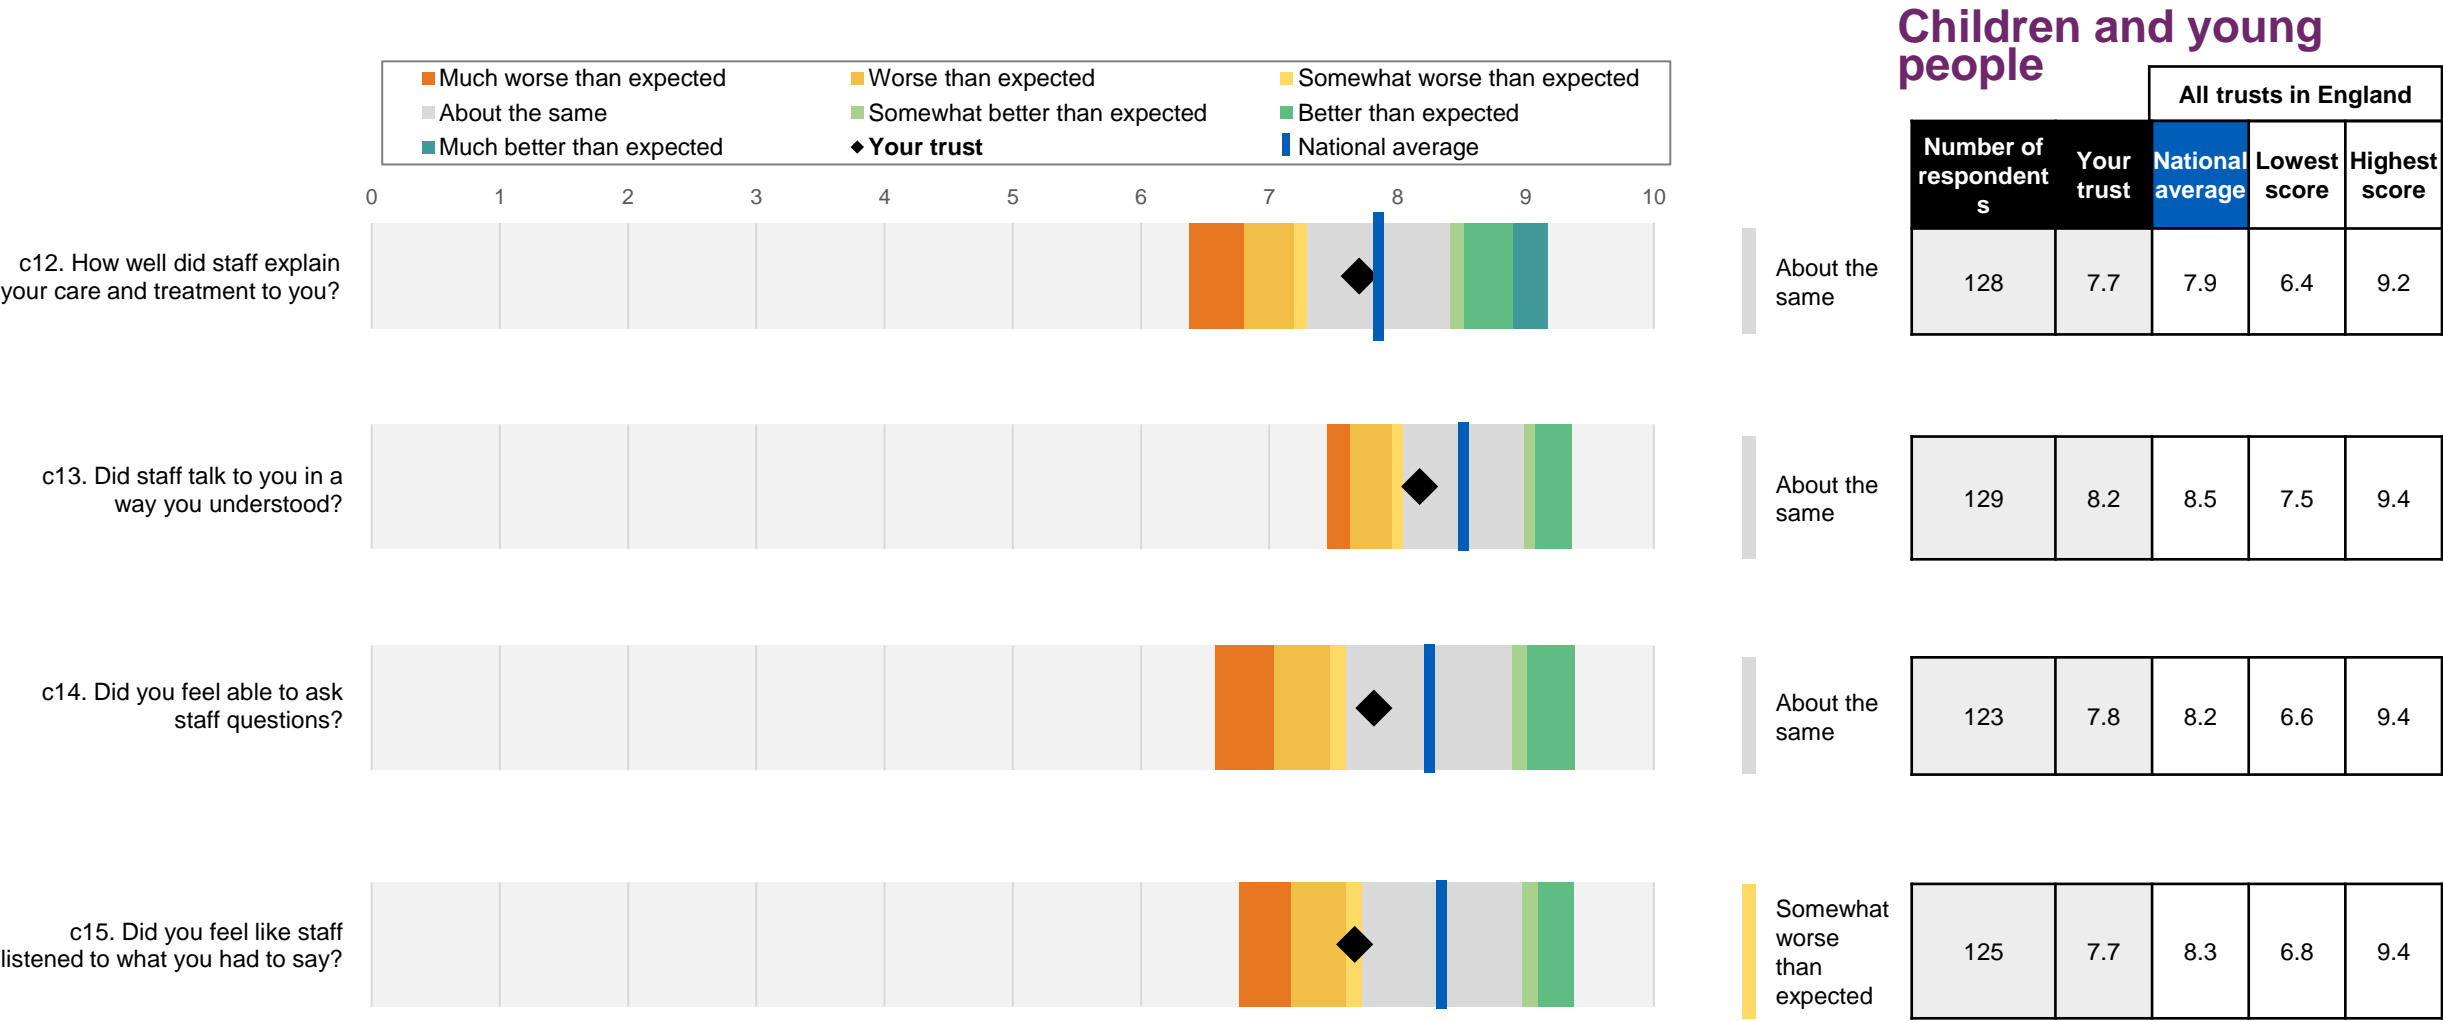 Children and young
people
Much worse than expected
Worse than expected
Somewhat worse than expected
About the same
Somewhat better than expected
Better than expected
Much better than expected
Your trust
National average
All trusts in England
Number of
respondent
s
Your
trust
National
average
Lowest
score
Highest
score
0 1 2 3 4 5 6 7 8 9 10
c12. How well did staff explain
your care and treatment to you?
About the
same
128 7.7 7.9 6.4 9.2
c13. Did staff talk to you in a
way you understood?
About the
same
129 8.2 8.5 7.5 9.4
c14. Did you feel able to ask
staff questions?
About the
same
123 7.8 8.2 6.6 9.4
c15. Did you feel like staff
listened to what you had to say?
Somewhat
worse
than
expected
125 7.7 8.3 6.8 9.4